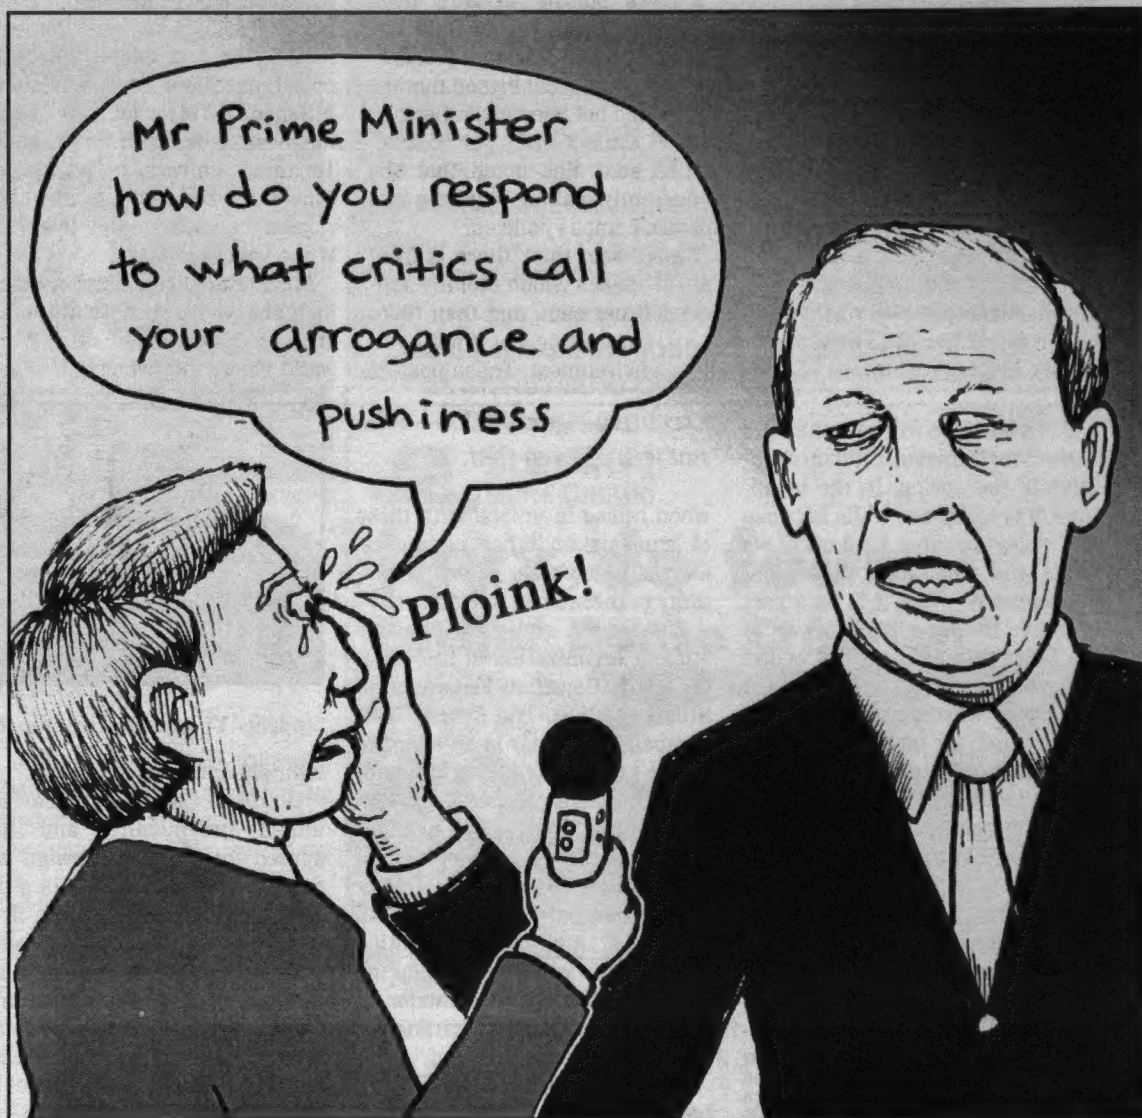 Mr Prime Minister
how do you respond
to what critics call
your arrogance and
pushiness
Ploink!